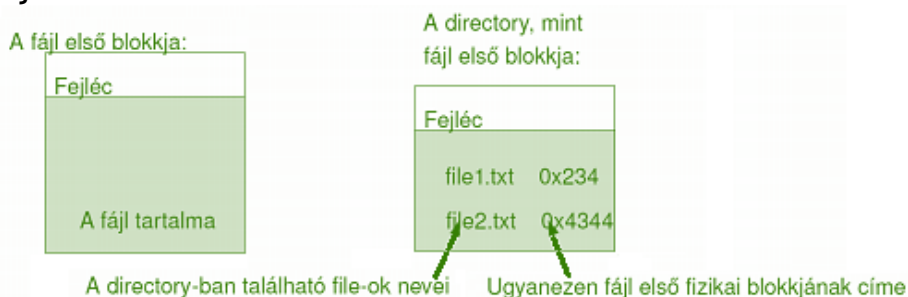 A fájl első blokkja:
Fejléc
A fájl tartalma
A directory, mint
fájl első blokkja:
Fejléc
file1.txt 0x234
file2.txt 0x4344
A directory-ban található file-ok nevei
Ugyanezen fájl első fizikai blokkjának címe